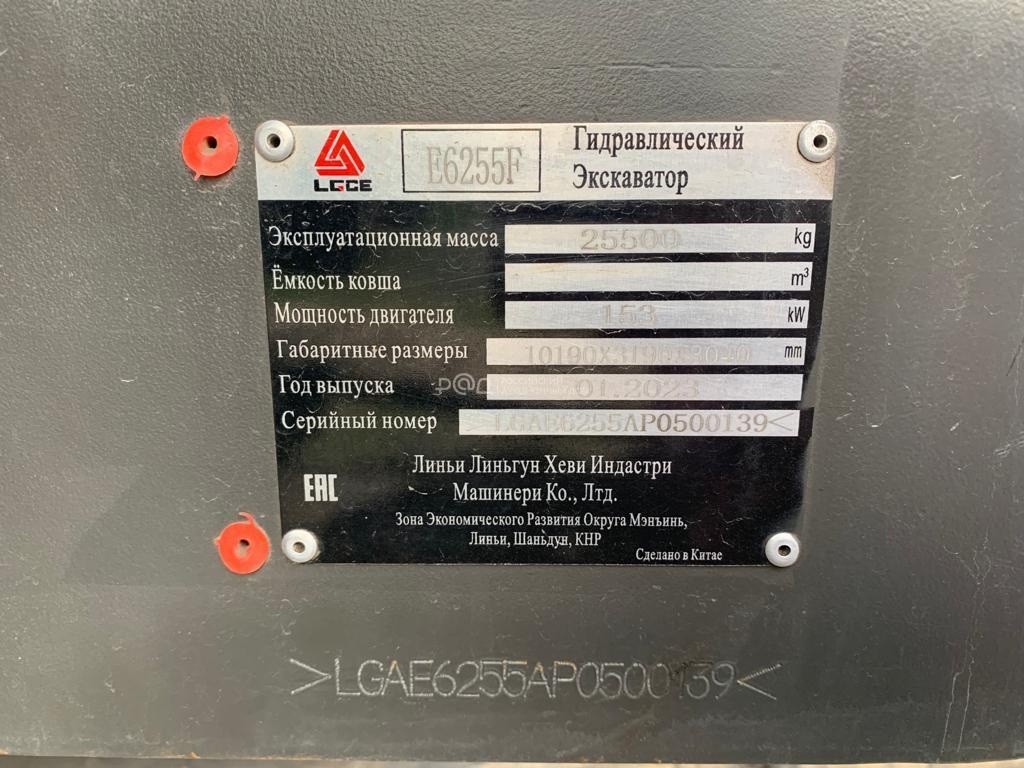 LGCE
E6255F
Гидравлический
Экскаватор
Эксплуатационная масса 25500 kg
Ёмкость ковша m³
Мощность двигателя 153 kW
Габаритные размеры 10190X3190X3040 mm
Год выпуска 01.2023
Серийный номер >LGAE6255AP0500139<
Линьи Линьгун Хеви Индастри
Машинери Ко., Лтд.
EAC
Зона Экономического Развития Округа Мэнъинь,
Линьи, Шаньдун, КНР
Сделано в Китае
>LGAE6255AP0500139<